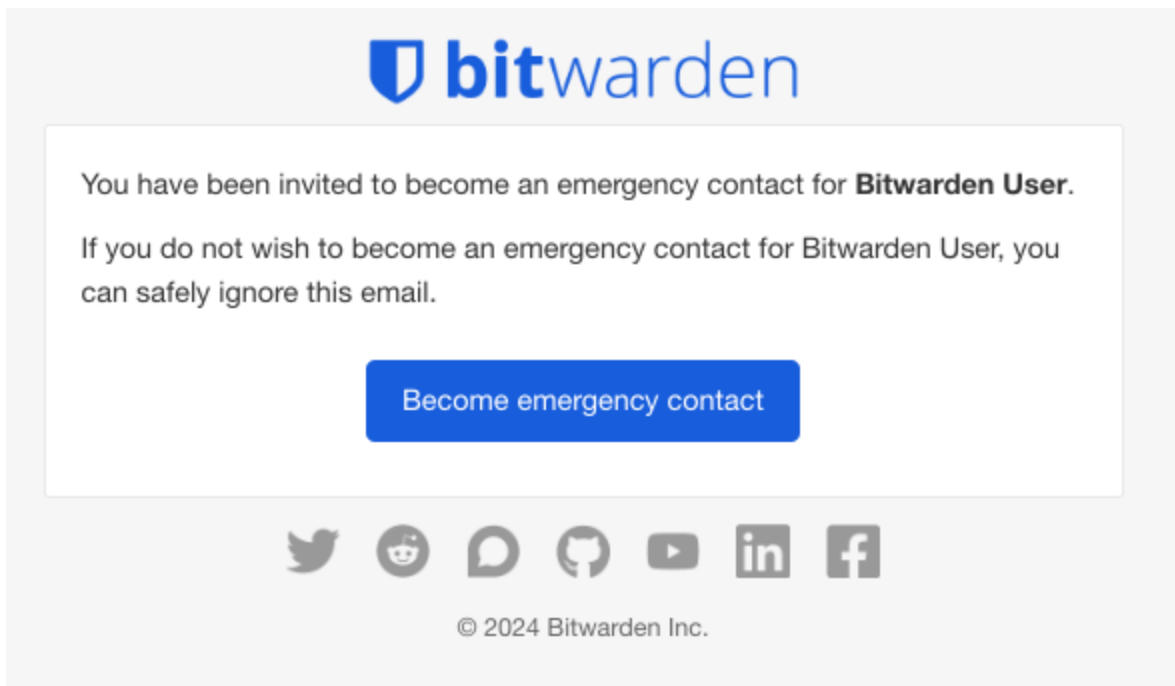 bitwarden
You have been invited to become an emergency contact for Bitwarden User.
If you do not wish to become an emergency contact for Bitwarden User, you
can safely ignore this email.
Become emergency contact
in f
© 2024 Bitwarden Inc.